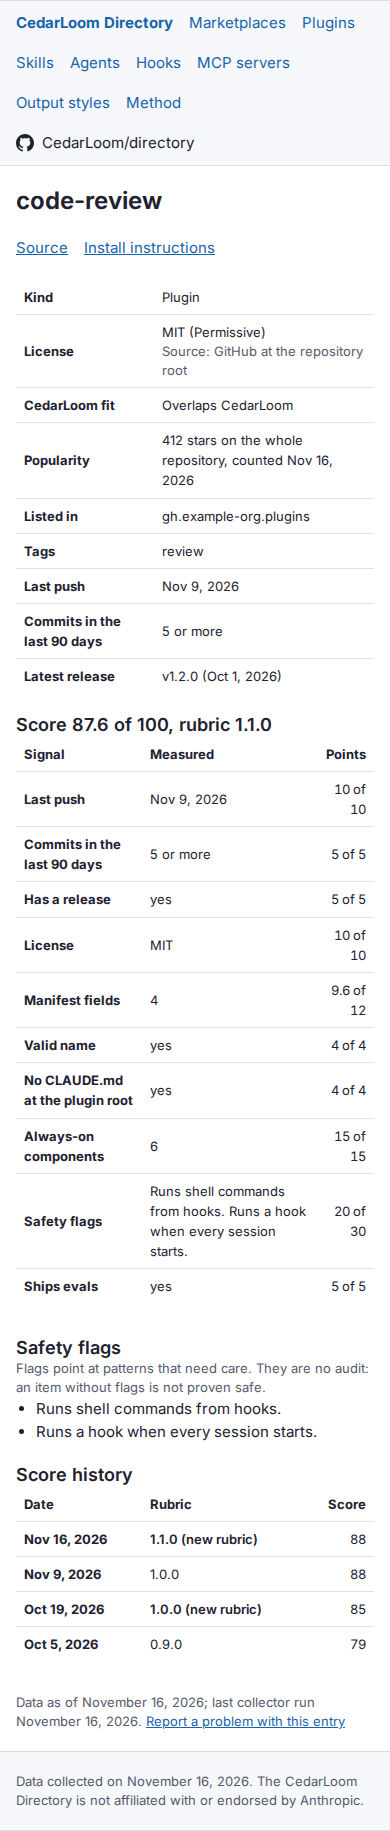 CedarLoom Directory Marketplaces Plugins
Skills Agents Hooks MCP servers
Output styles Method
CedarLoom/directory
code-review
Source Install instructions
Kind Plugin
License MIT (Permissive)
Source: GitHub at the repository
root
CedarLoom fit Overlaps CedarLoom
Popularity 412 stars on the whole
repository, counted Nov 16,
2026
Listed in gh.example-org.plugins
Tags review
Last push Nov 9, 2026
Commits in the
last 90 days 5 or more
Latest release v1.2.0 (Oct 1, 2026)
Score 87.6 of 100, rubric 1.1.0
Signal Measured Points
Last push Nov 9, 2026 10 of
10
Commits in the
last 90 days 5 or more 5 of 5
Has a release yes 5 of 5
License MIT 10 of
10
Manifest fields 4 9.6 of
12
Valid name yes 4 of 4
No CLAUDE.md
at the plugin root yes 4 of 4
Always-on
components 6 15 of
15
Safety flags Runs shell commands
from hooks. Runs a hook
when every session
starts. 20 of
30
Ships evals yes 5 of 5
Safety flags
Flags point at patterns that need care. They are no audit:
an item without flags is not proven safe.
• Runs shell commands from hooks.
• Runs a hook when every session starts.
Score history
Date Rubric Score
Nov 16, 2026 1.1.0 (new rubric) 88
Nov 9, 2026 1.0.0 88
Oct 19, 2026 1.0.0 (new rubric) 85
Oct 5, 2026 0.9.0 79
Data as of November 16, 2026; last collector run
November 16, 2026. Report a problem with this entry
Data collected on November 16, 2026. The CedarLoom
Directory is not affiliated with or endorsed by Anthropic.